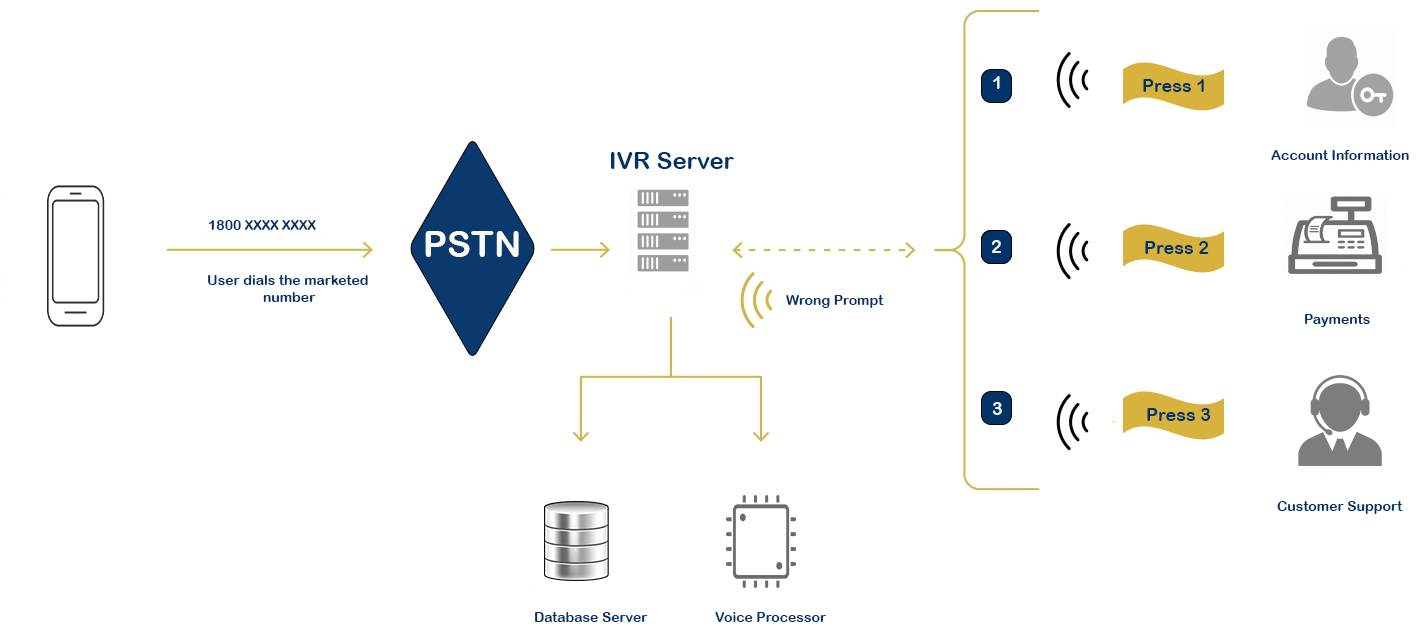 1800 XXXX XXXX
User dials the marketed
number
PSTN
IVR Server
Wrong Prompt
Database Server
Voice Processor
1
Press 1
Account Information
2
Press 2
Payments
3
Press 3
Customer Support